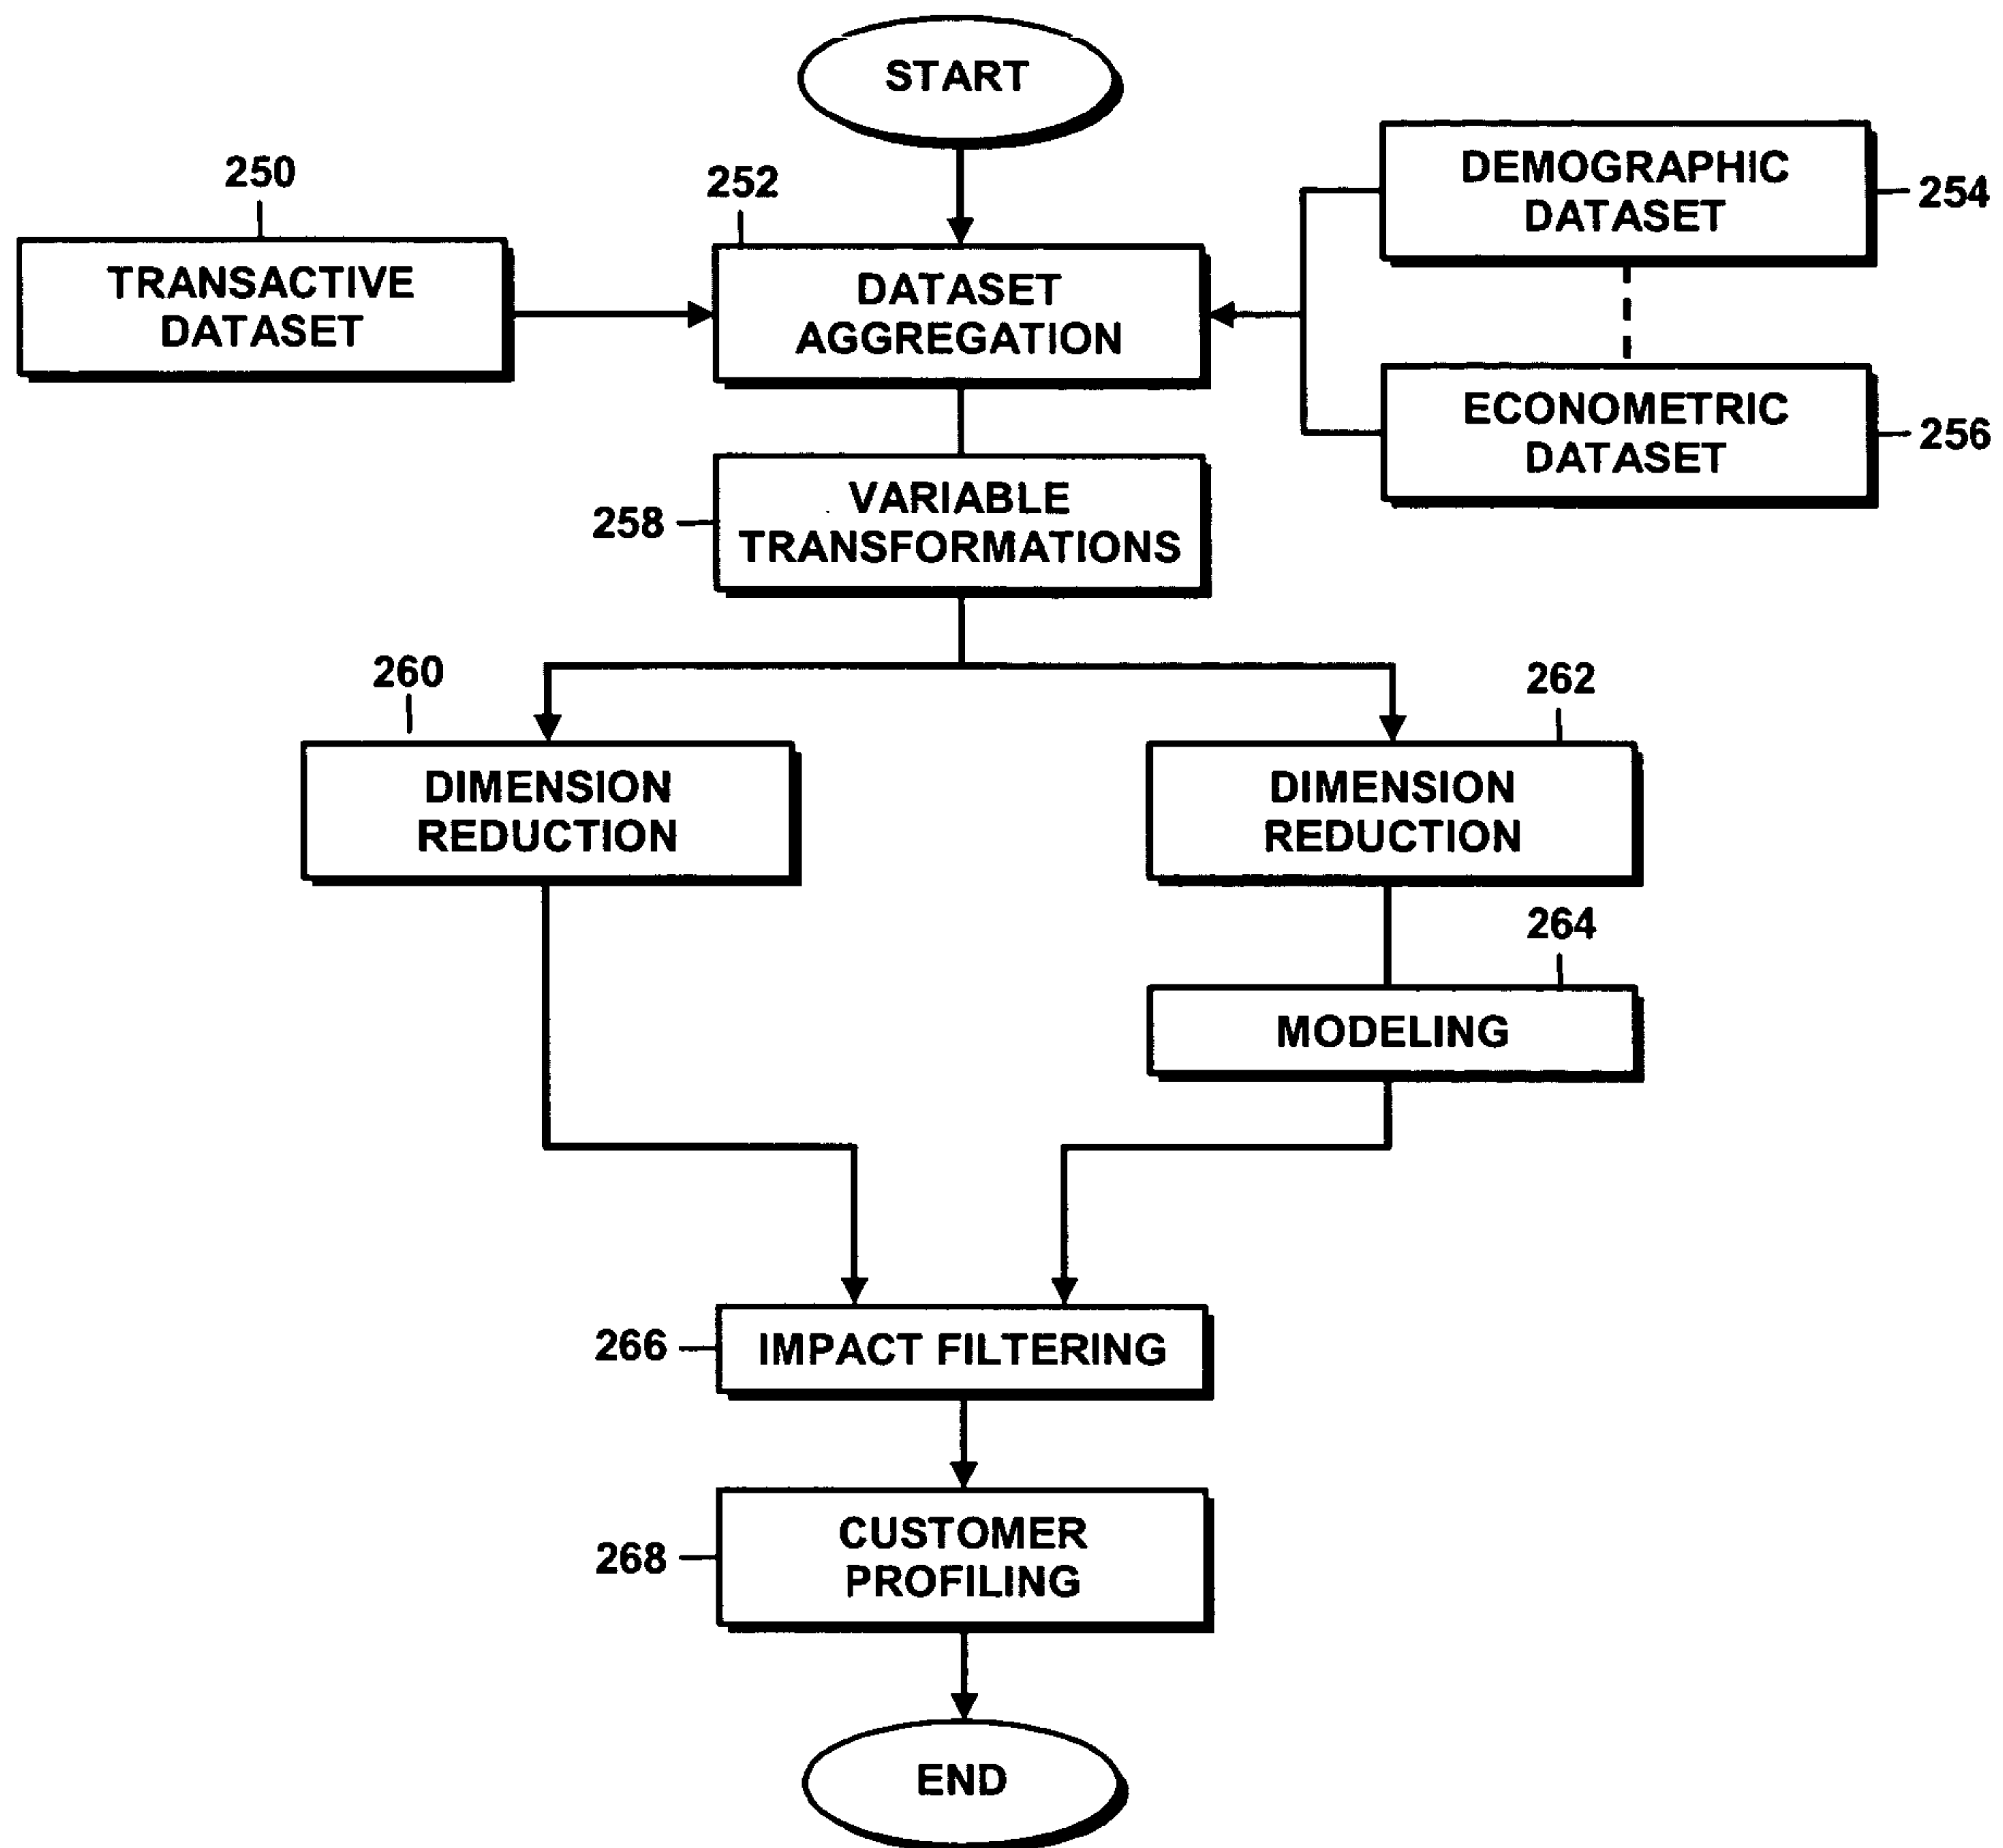 START
250
TRANSACTIVE
DATASET
252
DATASET
AGGREGATION
DEMOGRAPHIC
DATASET
254
ECONOMETRIC
DATASET
256
258
VARIABLE
TRANSFORMATIONS
260
DIMENSION
REDUCTION
262
DIMENSION
REDUCTION
264
MODELING
266
IMPACT FILTERING
268
CUSTOMER
PROFILING
END